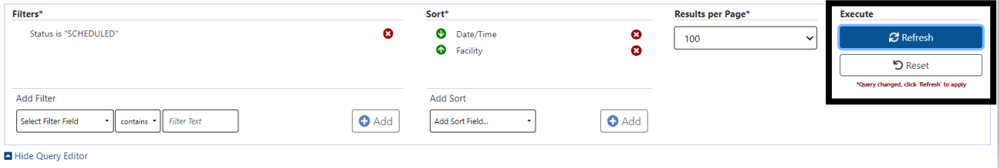 Filters*
Status is "SCHEDULED"
Add Filter
Select Filter Field
contains
Filter Text
Add
Sort*
Date/Time
Facility
Add Sort
Add Sort Field...
Add
Results per Page*
100
Execute
Refresh
Reset
*Query changed, click 'Refresh' to apply
Hide Query Editor